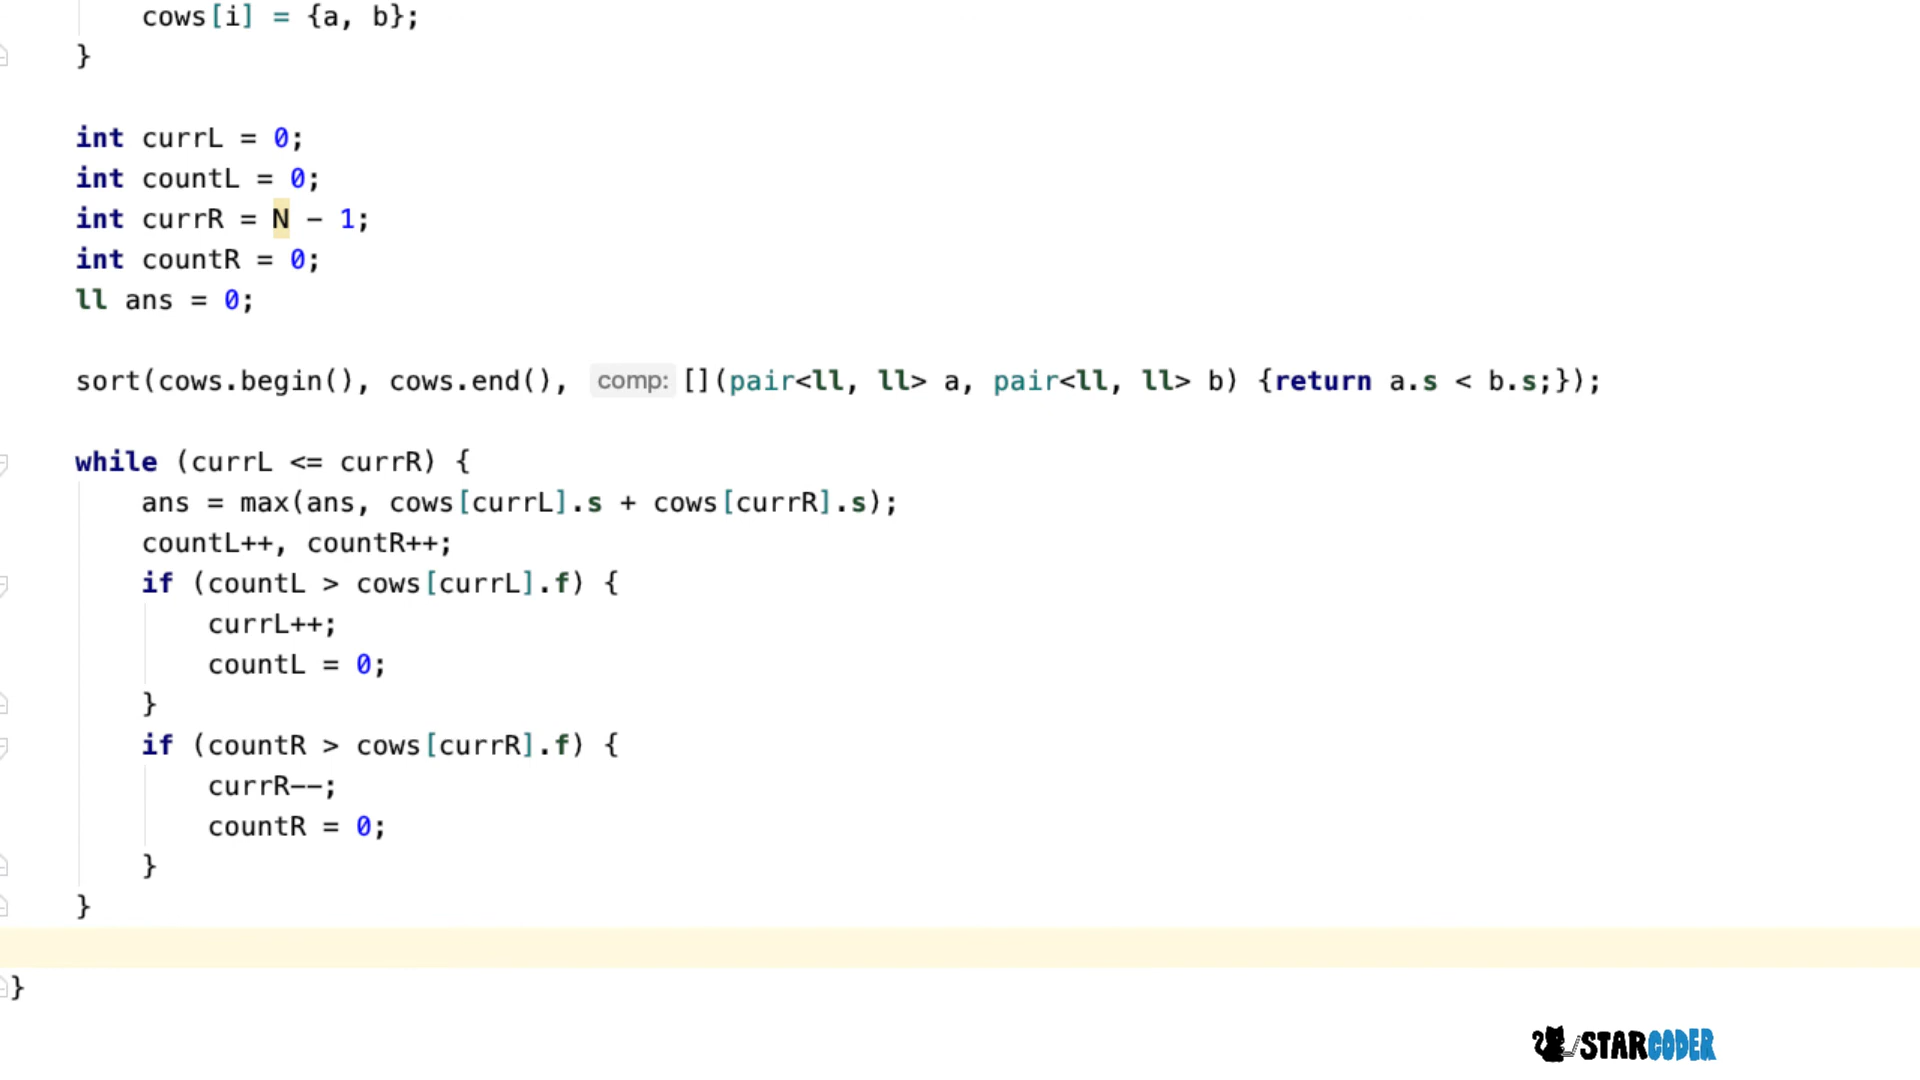 cows[i] = {a, b};
}
int currL = 0;
int countL = 0;
int currR = N - 1;
int countR = 0;
ll ans = 0;
sort(cows.begin(), cows.end(), comp: [](pair<ll, ll> a, pair<ll, ll> b) {return a.s < b.s;});
while (currL <= currR) {
ans = max(ans, cows[currL].s + cows[currR].s);
countL++, countR++;
if (countL > cows[currL].f) {
currL++;
countL = 0;
}
if (countR > cows[currR].f) {
currR--;
countR = 0;
}
}
}
STARCODER